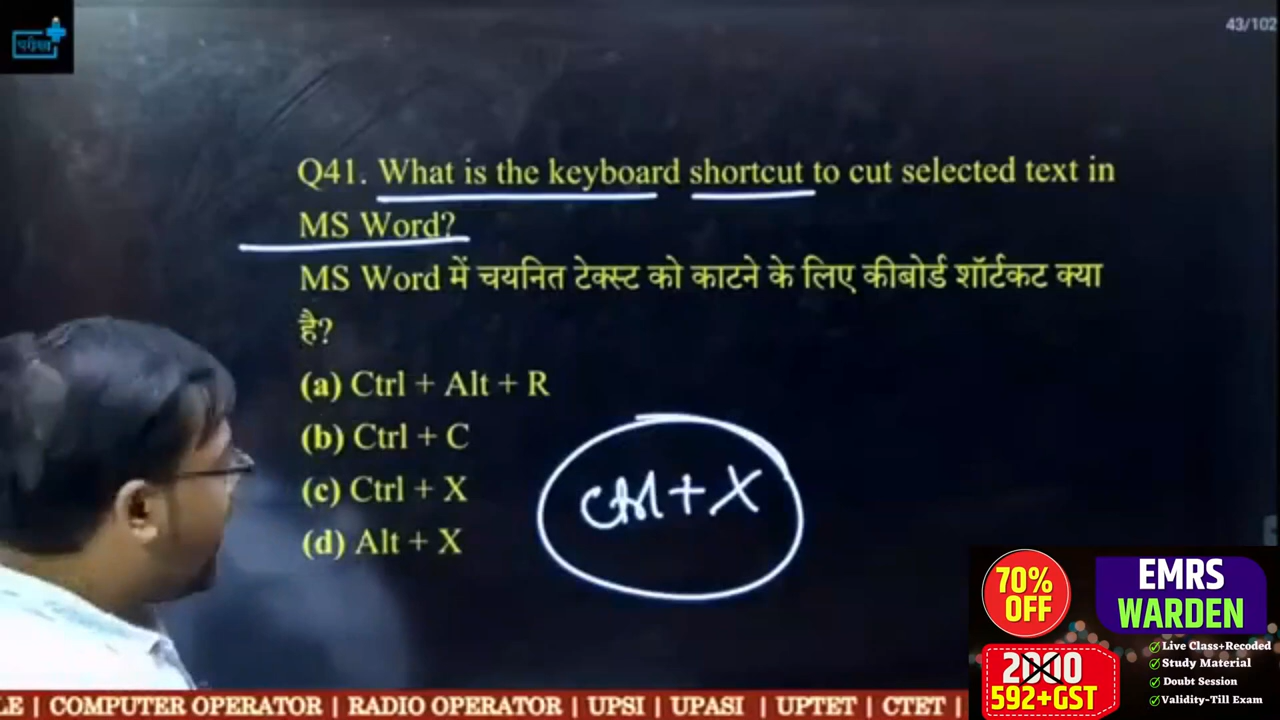 परीक्षा
43/102
Q41. What is the keyboard shortcut to cut selected text in
MS Word?
MS Word में चयनित टेक्स्ट को काटने के लिए कीबोर्ड शॉर्टकट क्या
है?
(a) Ctrl + Alt + R
(b) Ctrl + C
(c) Ctrl + X
(d) Alt + X
Ctrl + X
70%
OFF
EMRS
WARDEN
2000
592+GST
Live Class+Recoded
Study Material
Doubt Session
Validity-Till Exam
LE | COMPUTER OPERATOR | RADIO OPERATOR | UPSI | UPASI | UPTET | CTET |